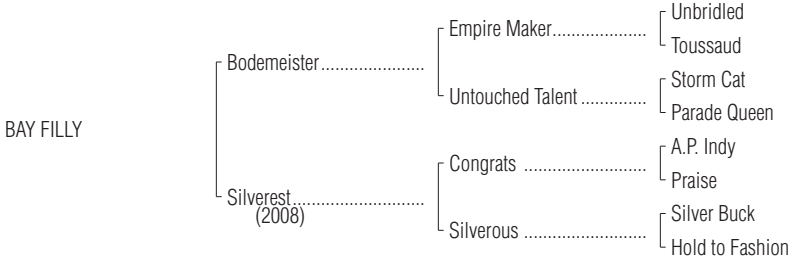 Unbridled
Empire Maker....................
Toussaud
Bodemeister......................
Storm Cat
Untouched Talent ..............
Parade Queen
BAY FILLY
A.P. Indy
Congrats ..........................
Praise
Silverest............................
(2008)
Silver Buck
Silverous ..........................
Hold to Fashion